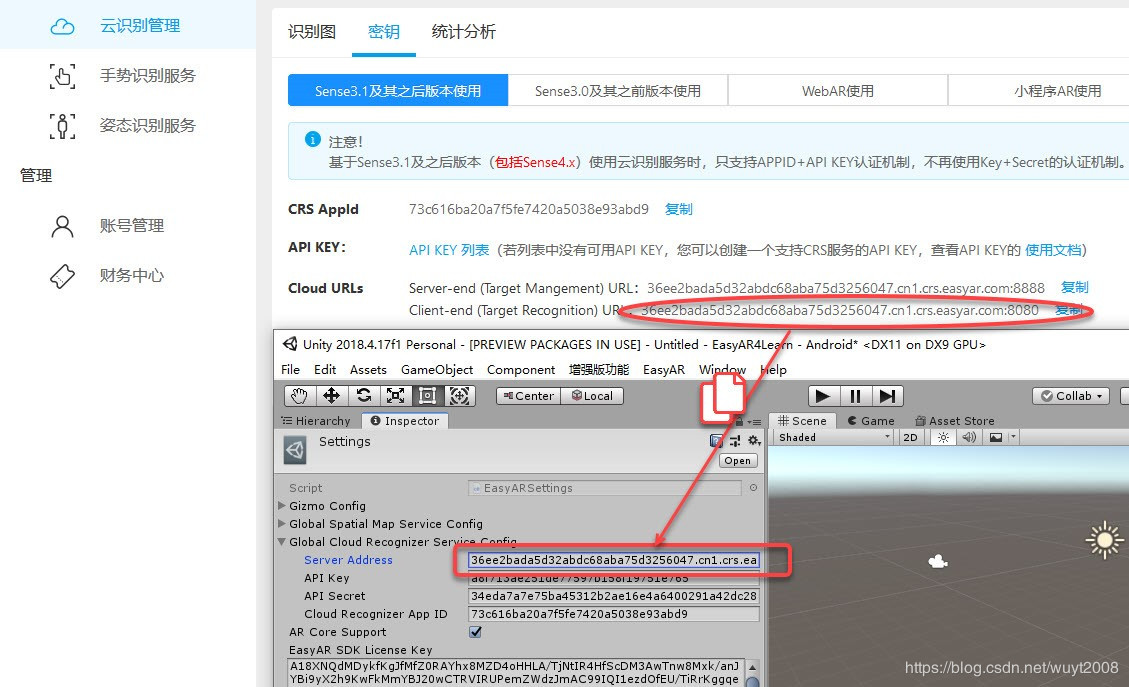 云识别管理
手势识别服务
姿态识别服务
管理
账号管理
财务中心
识别图 密钥 统计分析
Sense3.1及其之后版本使用 Sense3.0及其之前版本使用 WebAR使用 小程序AR使用
注意!
基于Sense3.1及之后版本（包括Sense4.x）使用云识别服务时，只支持APPID+API KEY认证机制，不再使用Key+Secret的认证机制。
CRS AppId 73c616ba20a7f5fe7420a5038e93abd9 复制
API KEY： API KEY 列表（若列表中没有可用API KEY，您可以创建一个支持CRS服务的API KEY，查看API KEY的 使用文档）
Cloud URLs Server-end (Target Mangement) URL：36ee2bada5d32abdc68aba75d3256047.cn1.crs.easyar.com:8888 复制
Client-end (Target Recognition) UR 36ee2bada5d32abdc68aba75d3256047.cn1.crs.easyar.com:8080 复制
Unity 2018.4.17f1 Personal - [PREVIEW PACKAGES IN USE] - Untitled - EasyAR4Learn - Android* <DX11 on DX9 GPU>
File Edit Assets GameObject Component 增强版功能 EasyAR Window Help
Center Local Collab
Hierarchy Inspector Scene Game Asset Store
Shaded 2D
Settings
Open
Script EasyARSettings
Gizmo Config
Global Spatial Map Service Config
Global Cloud Recognizer Service Config
Server Address 36ee2bada5d32abdc68aba75d3256047.cn1.crs.ea
API Key a8f713ae251de77597b158f19751e765
API Secret 34eda7a7e75ba45312b2ae16e4a6400291a42dc28
Cloud Recognizer App ID 73c616ba20a7f5fe7420a5038e93abd9
AR Core Support
EasyAR SDK License Key
A18XNQdMDykfKgJfMfZ0RAYhx8MZD4oHHLA/TjNtIR4HfScDM3AwTnw8Mxk/anJ
YBi9yX2h9KwFkMmYBJ20wCTRVIRUPemZWdzJmAC99IQI1ezdOfEU/TiRrKgqge
https://blog.csdn.net/wuyt2008